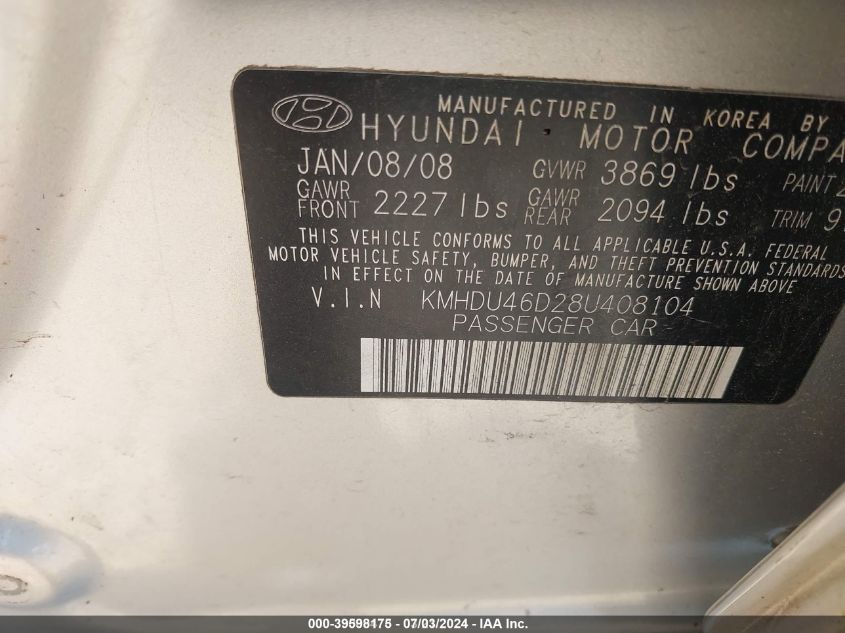 MANUFACTURED IN KOREA BY
HYUNDAI MOTOR
JAN/08/08 GVWR 3869 lbs PAINT
GAWR FRONT 2227 lbs GAWR REAR 2094 lbs TRIM
THIS VEHICLE CONFORMS TO ALL APPLICABLE U.S.A. FEDERAL
MOTOR VEHICLE SAFETY, BUMPER, AND THEFT PREVENTION STANDARDS
IN EFFECT ON THE DATE OF MANUFACTURE SHOWN ABOVE
V.I.N KMHDU46D28U408104
PASSENGER CAR
000-39598175 - 07/03/2024 - IAA Inc.